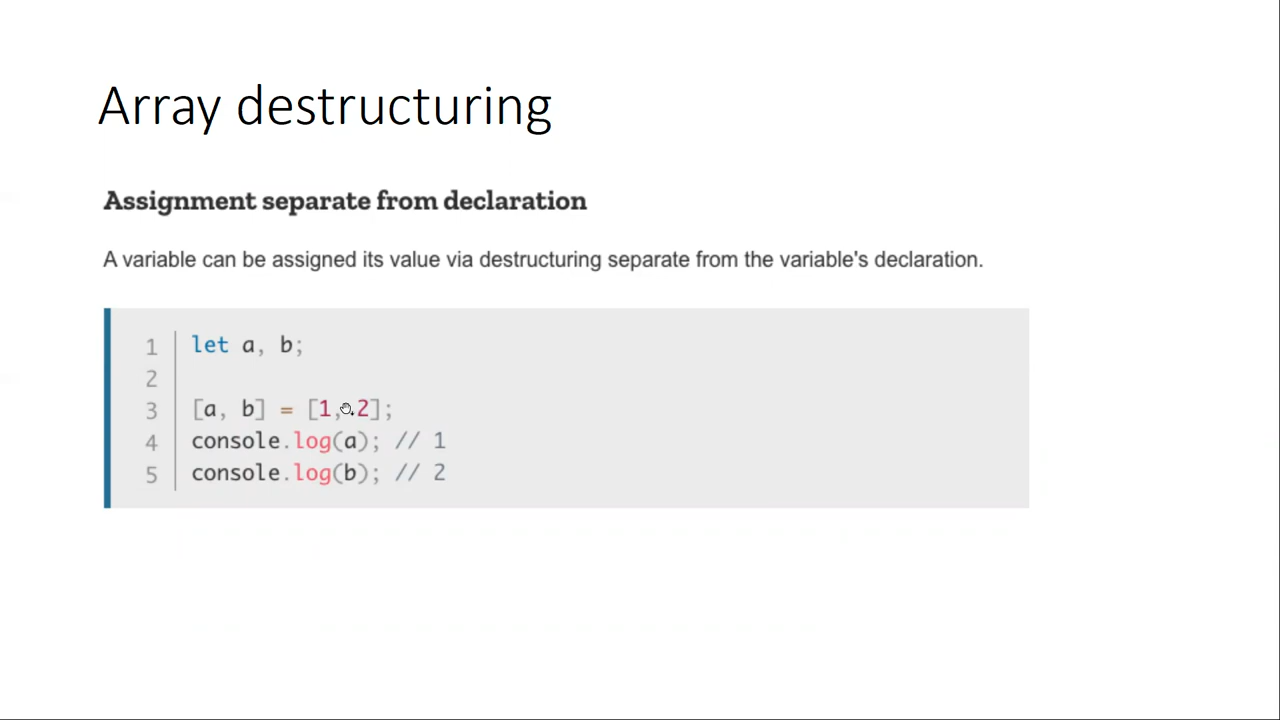 Array destructuring
Assignment separate from declaration
A variable can be assigned its value via destructuring separate from the variable's declaration.
1 let a, b;
2
3 [a, b] = [1, 2];
4 console.log(a); // 1
5 console.log(b); // 2